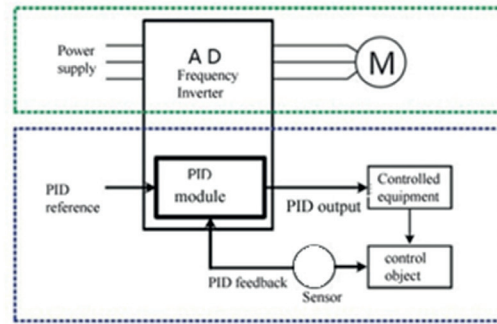 Power
supply
A D
Frequency
Inverter
M
PID
reference
PID
module
PID output
Controlled
equipment
PID feedback
Sensor
control
object